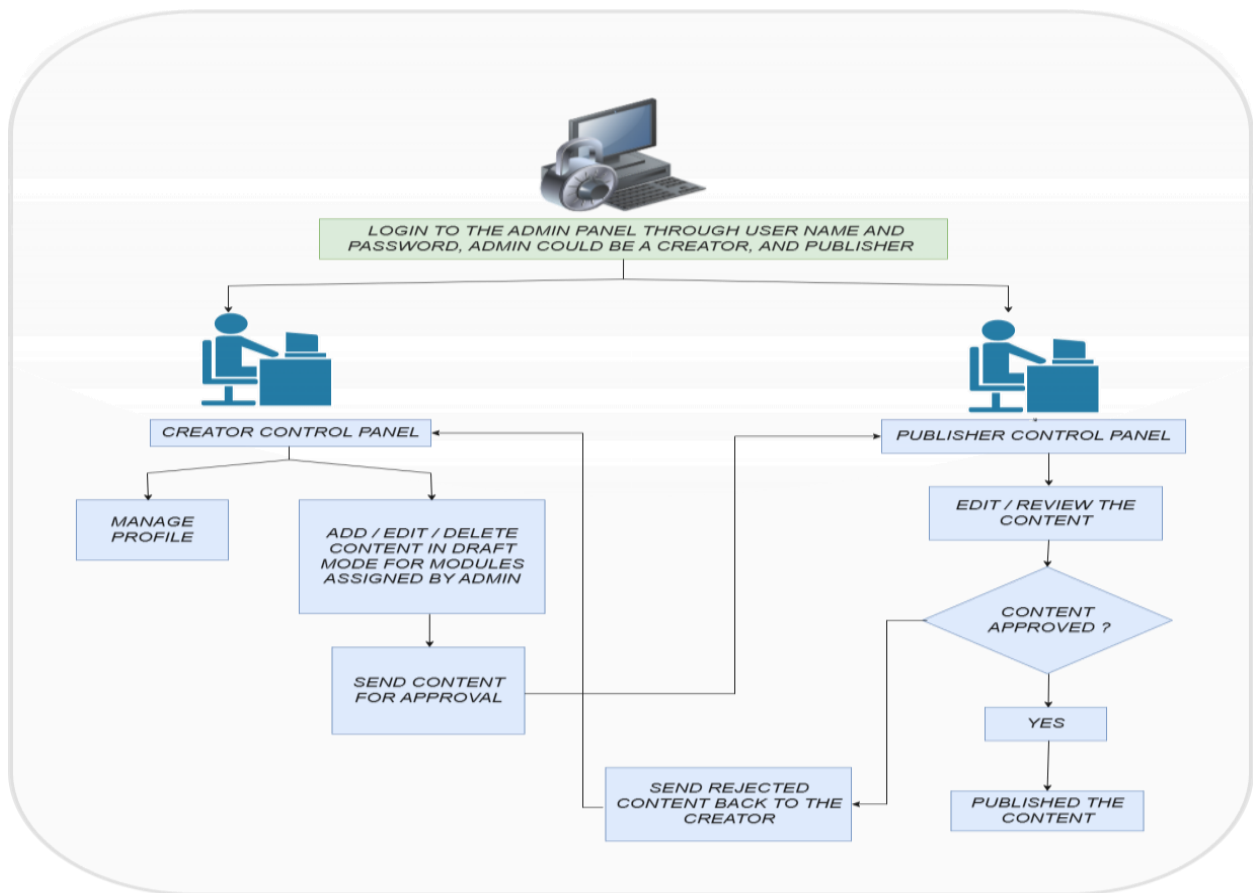 LOGIN TO THE ADMIN PANEL THROUGH USER NAME AND
PASSWORD, ADMIN COULD BE A CREATOR, AND PUBLISHER
CREATOR CONTROL PANEL
PUBLISHER CONTROL PANEL
MANAGE
PROFILE
ADD / EDIT / DELETE
CONTENT IN DRAFT
MODE FOR MODULES
ASSIGNED BY ADMIN
EDIT / REVIEW THE
CONTENT
CONTENT
APPROVED ?
SEND CONTENT
FOR APPROVAL
YES
SEND REJECTED
CONTENT BACK TO THE
CREATOR
PUBLISHED THE
CONTENT